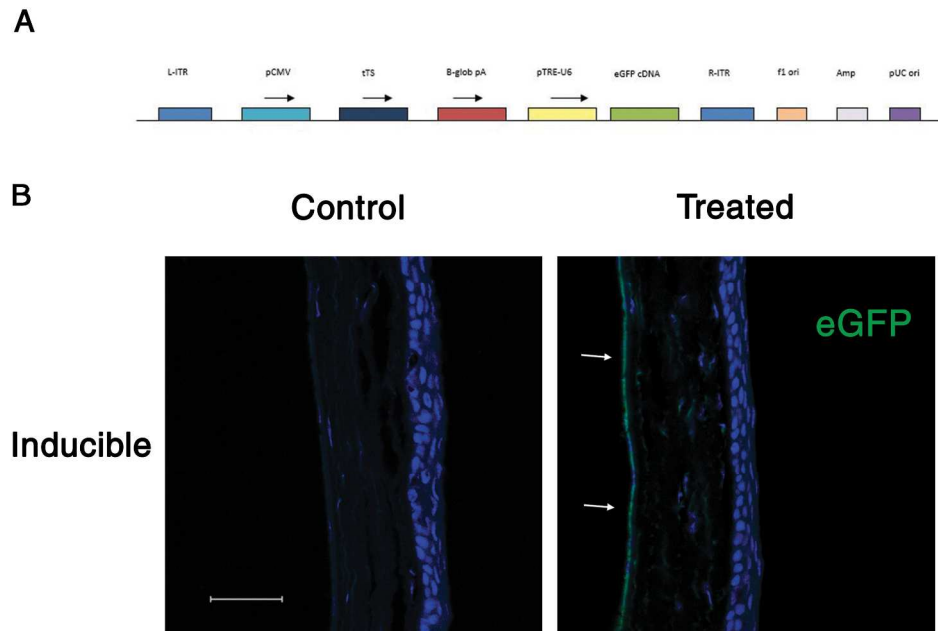 A
L-ITR pCMV tTS B-glob pA pTRE-U6 eGFP cDNA R-ITR f1 ori Amp pUC ori
B
Control Treated
eGFP
Inducible